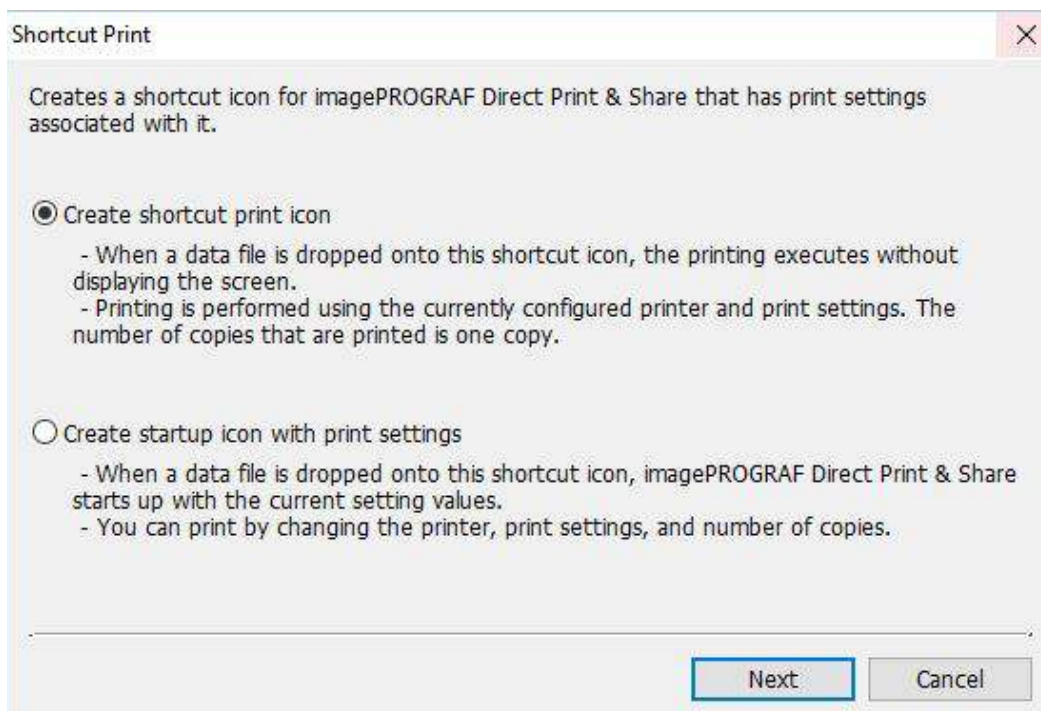 Shortcut Print
Creates a shortcut icon for imagePROGRAF Direct Print & Share that has print settings
associated with it.
Create shortcut print icon
- When a data file is dropped onto this shortcut icon, the printing executes without
displaying the screen.
- Printing is performed using the currently configured printer and print settings. The
number of copies that are printed is one copy.
Create startup icon with print settings
- When a data file is dropped onto this shortcut icon, imagePROGRAF Direct Print & Share
starts up with the current setting values.
- You can print by changing the printer, print settings, and number of copies.
Next Cancel